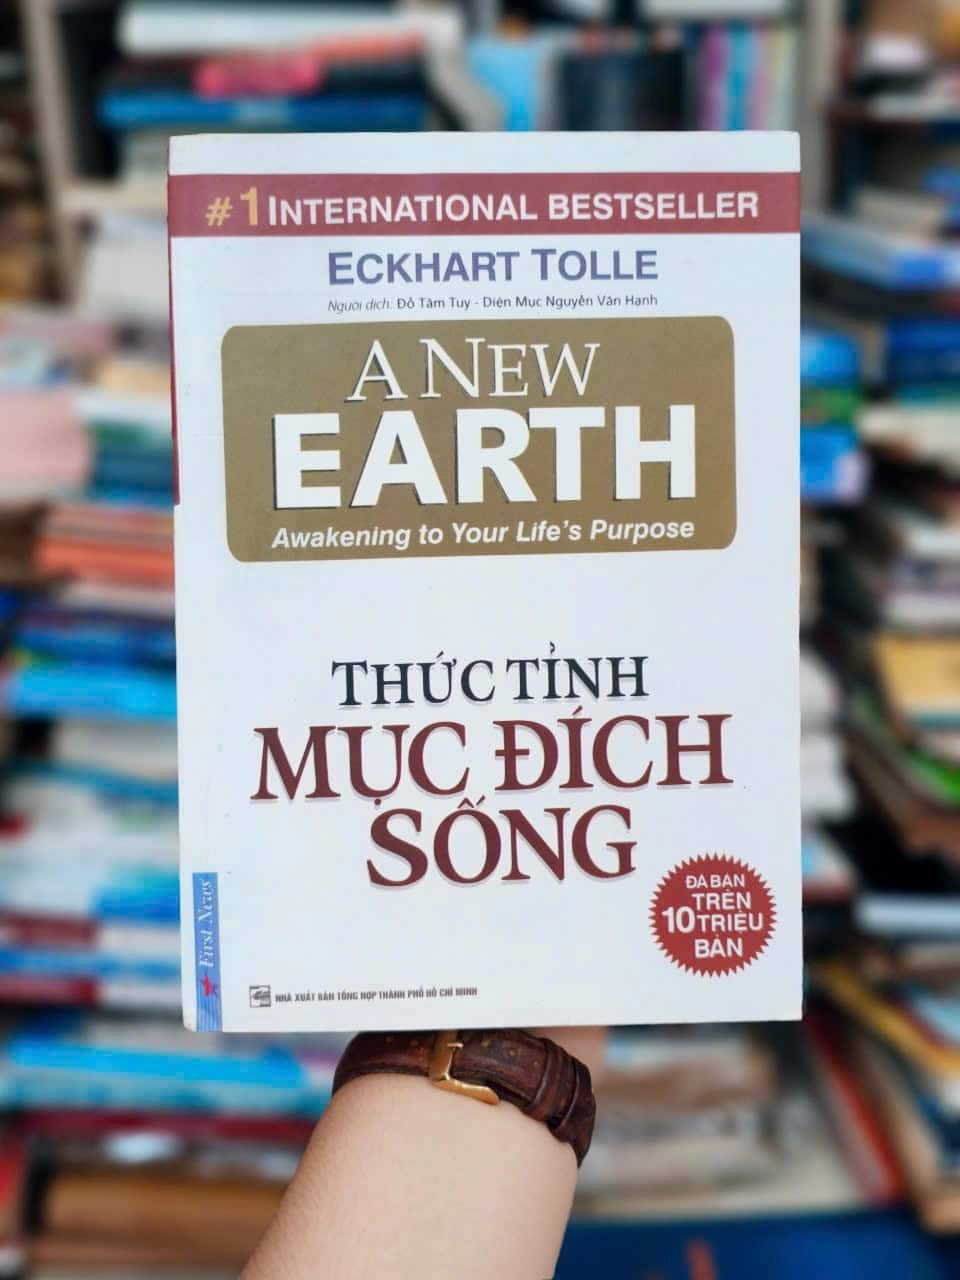 #1 INTERNATIONAL BESTSELLER
ECKHART TOLLE
Người dịch: Đỗ Tâm Tuy - Diện Mục Nguyễn Văn Hạnh
A NEW
EARTH
Awakening to Your Life's Purpose
THỨC TỈNH
MỤC ĐÍCH
SỐNG
ĐÃ BÁN
TRÊN
10 TRIỆU
BẢN
First News
NHÀ XUẤT BẢN TỔNG HỢP THÀNH PHỐ HỒ CHÍ MINH